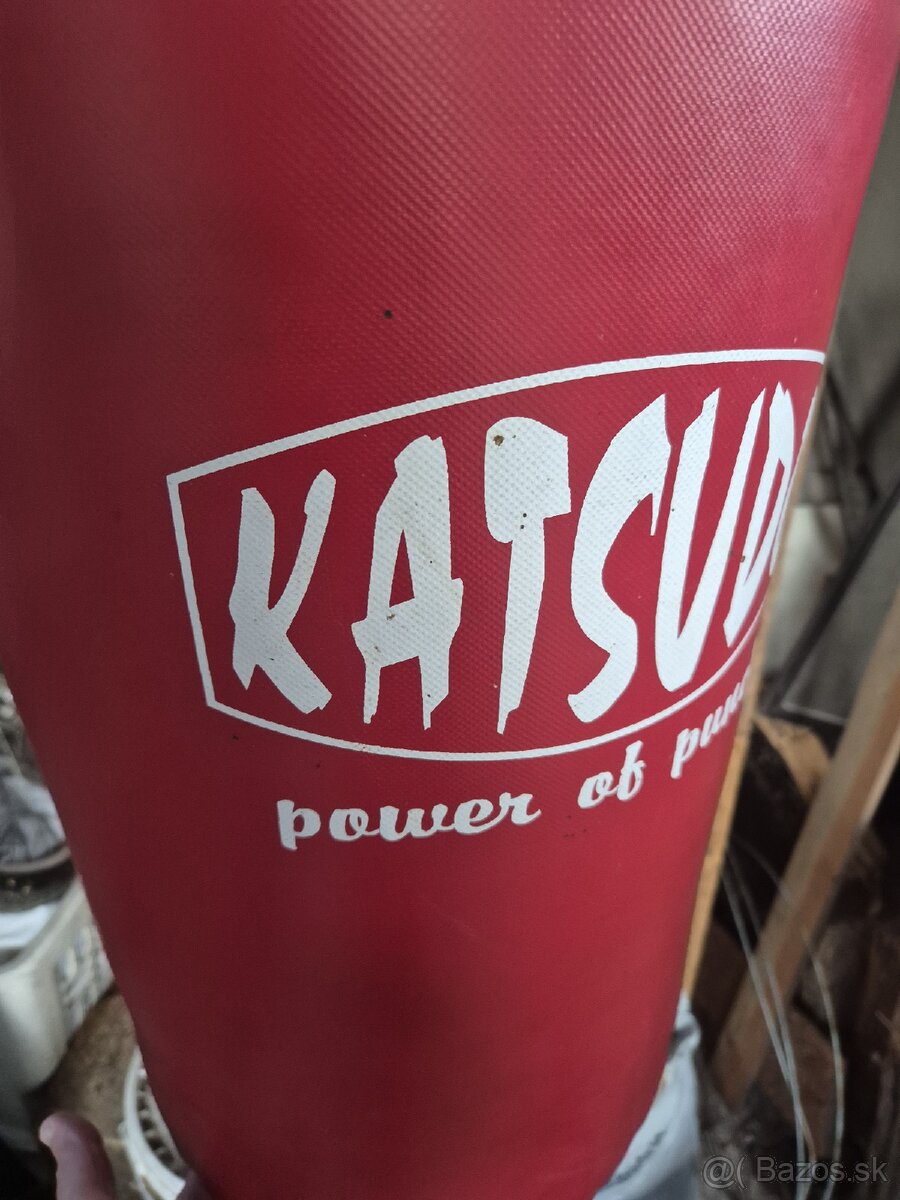 KATSUD
power of
@( Bazos.sk